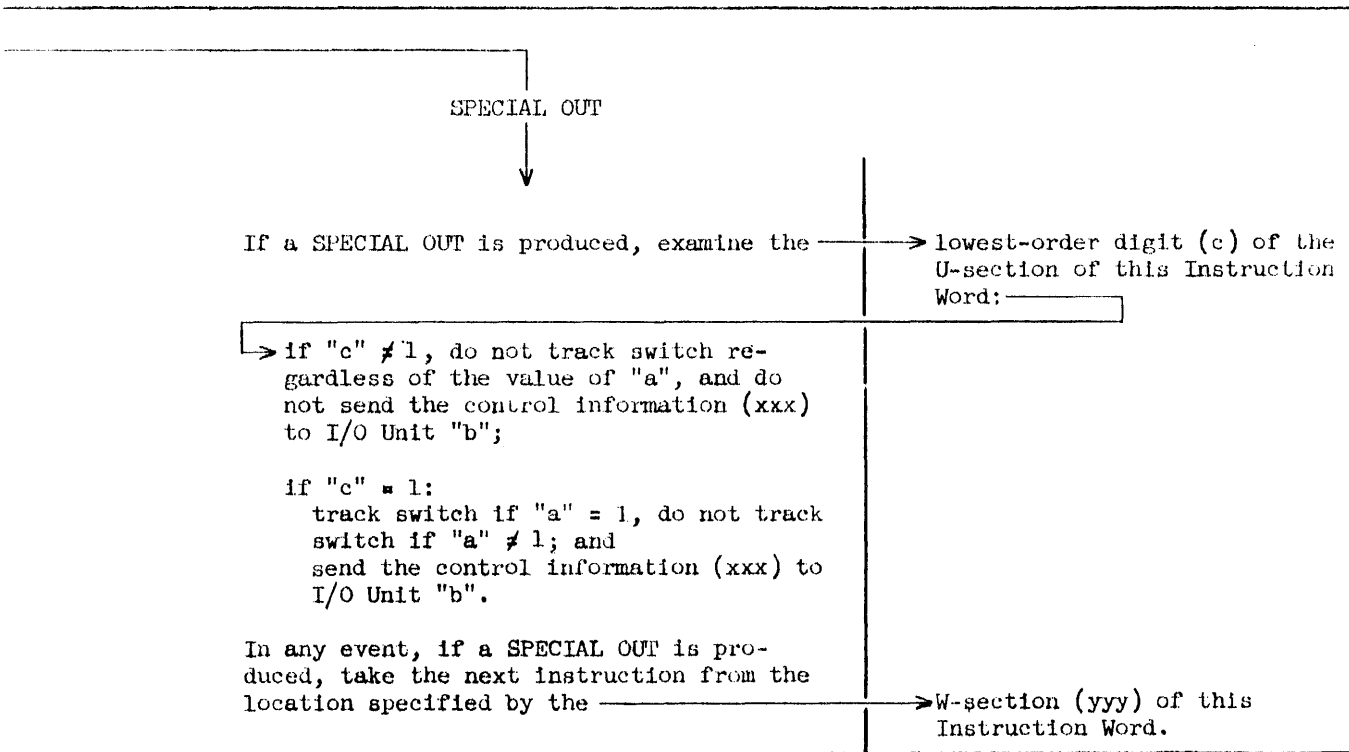 SPECIAL OUT
If a SPECIAL OUT is produced, examine the
lowest-order digit (c) of the
U-section of this Instruction
Word:
if "c" ≠ 1, do not track switch re-
gardless of the value of "a", and do
not send the control information (xxx)
to I/O Unit "b";
if "c" = 1:
track switch if "a" = 1, do not track
switch if "a" ≠ 1; and
send the control information (xxx) to
I/O Unit "b".
In any event, if a SPECIAL OUT is pro-
duced, take the next instruction from the
location specified by the
W-section (yyy) of this
Instruction Word.